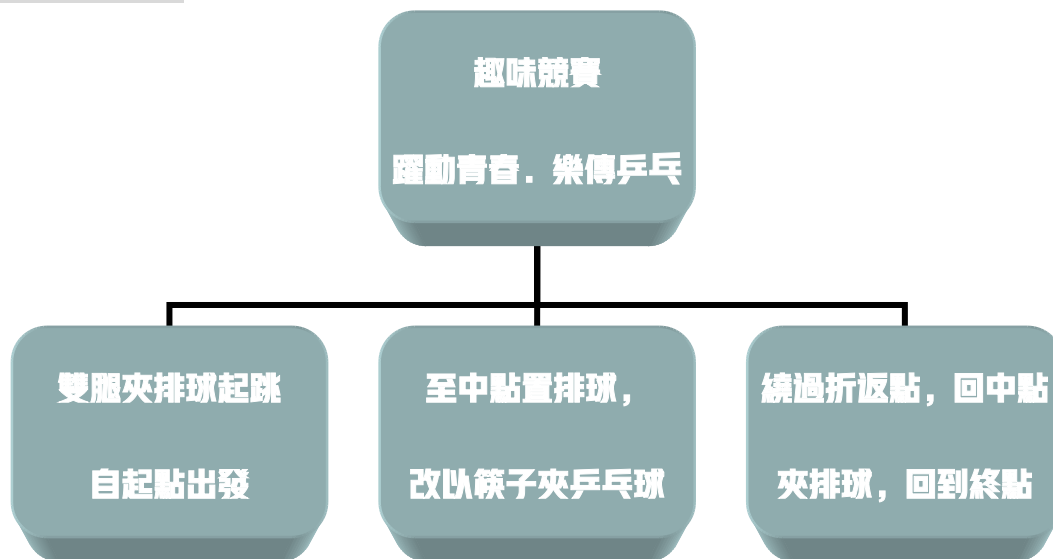 趣味競賽
躍動青春．樂傳乒乓
雙腿夾排球起跳
自起點出發
至中點置排球，
改以筷子夾乒乓球
繞過折返點，回中點
夾排球，回到終點